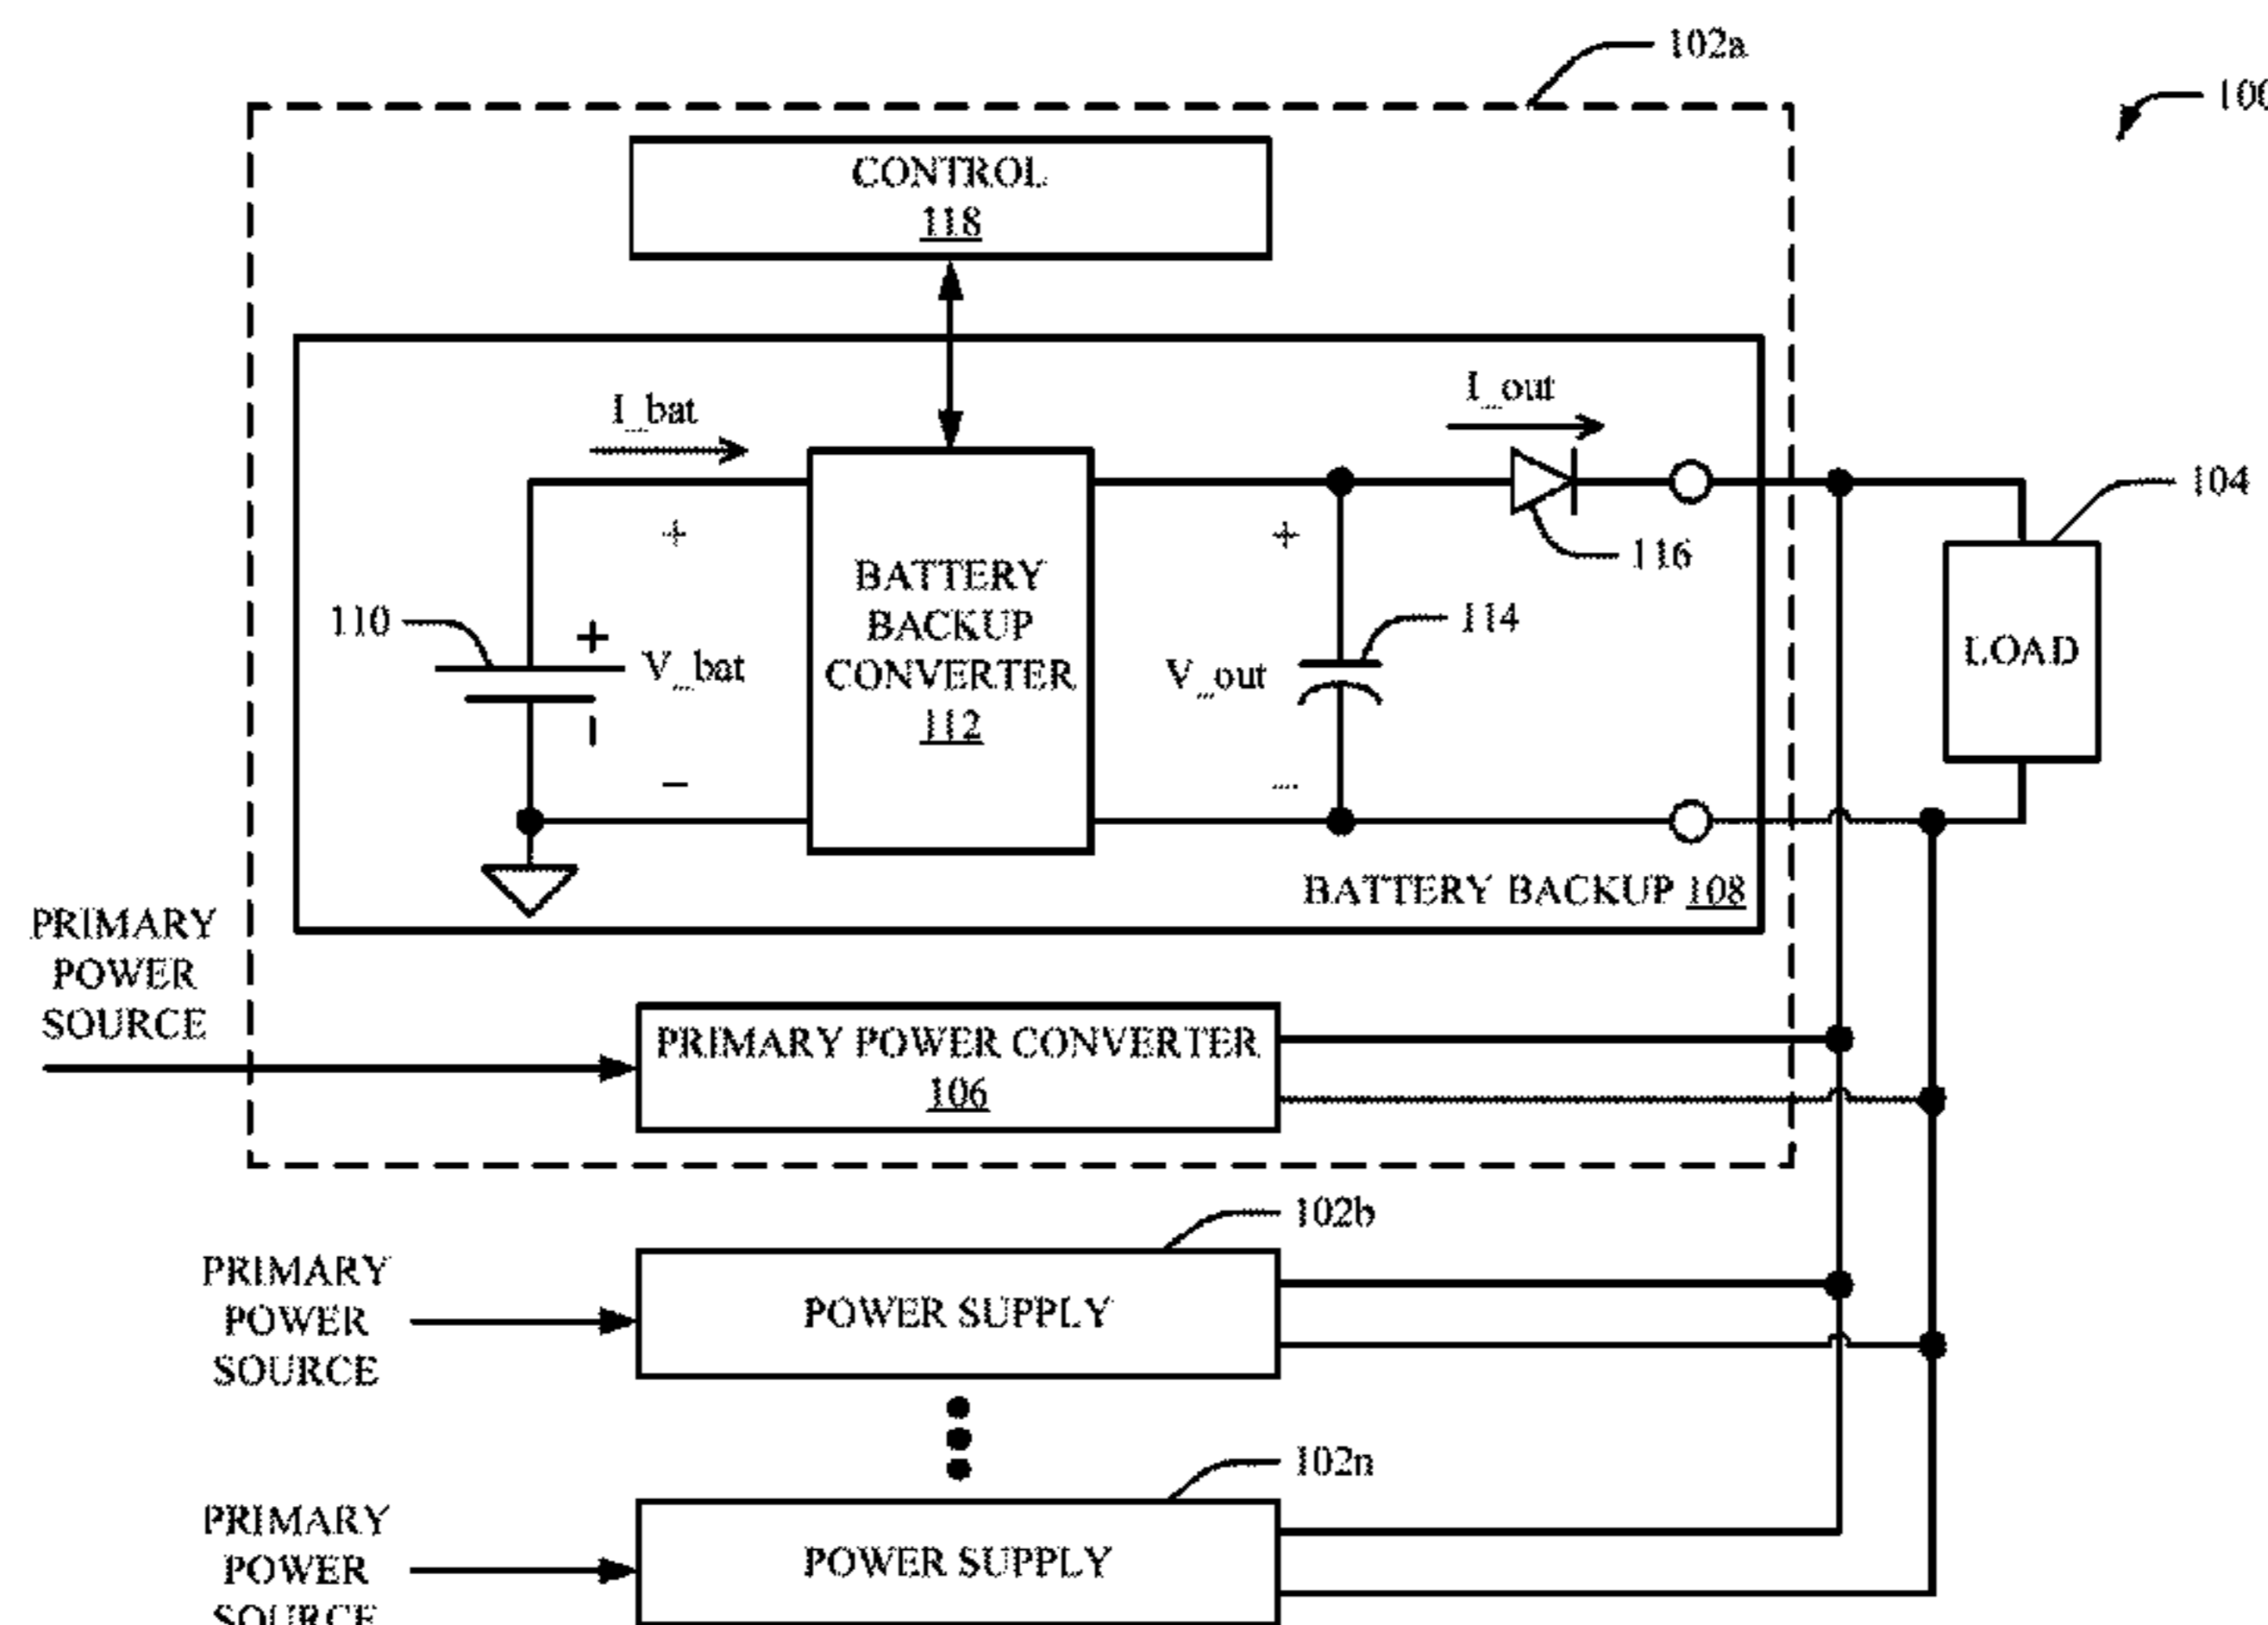 102a
100
CONTROL
118
I_bat
I_out
104
+
+
116
BATTERY
BACKUP
CONVERTER
112
110
+
V_bat
V_out
114
LOAD
−
−
−
BATTERY BACKUP 108
PRIMARY
POWER
SOURCE
PRIMARY POWER CONVERTER
106
102b
PRIMARY
POWER
SOURCE
POWER SUPPLY
102n
PRIMARY
POWER
SOURCE
POWER SUPPLY